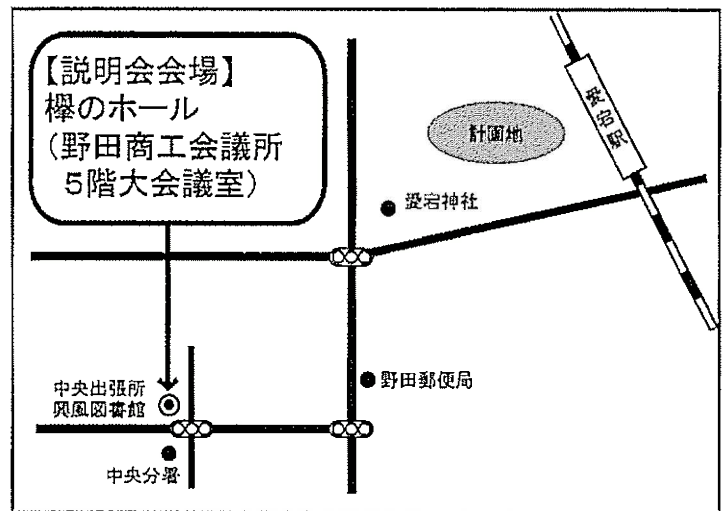 【説明会会場】
欅のホール
（野田商工会議所
5階大会議室）
愛宕駅
計画地
愛宕神社
野田郵便局
中央出張所
興風図書館
中央分署